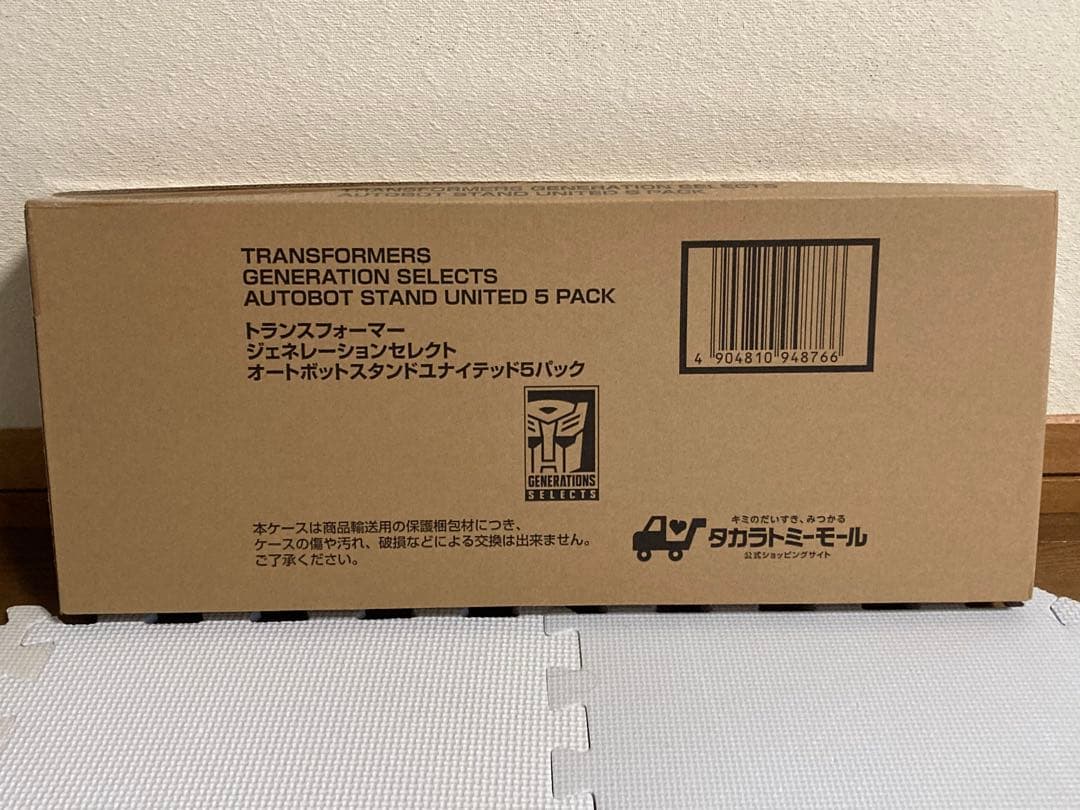 TRANSFORMERS GENERATION SELECTS
AUTOBOT STAND UNITED 5 PACK
TRANSFORMERS
GENERATION SELECTS
AUTOBOT STAND UNITED 5 PACK
トランスフォーマー
ジェネレーションセレクト
オートボットスタンドユナイテッド5パック
4 904810 948766
GENERATIONS
SELECTS
本ケースは商品輸送用の保護梱包材につき、
ケースの傷や汚れ、破損などによる交換は出来ません。
ご了承ください。
キミのだいすき、みつかる
タカラトミーモール
公式ショッピングサイト